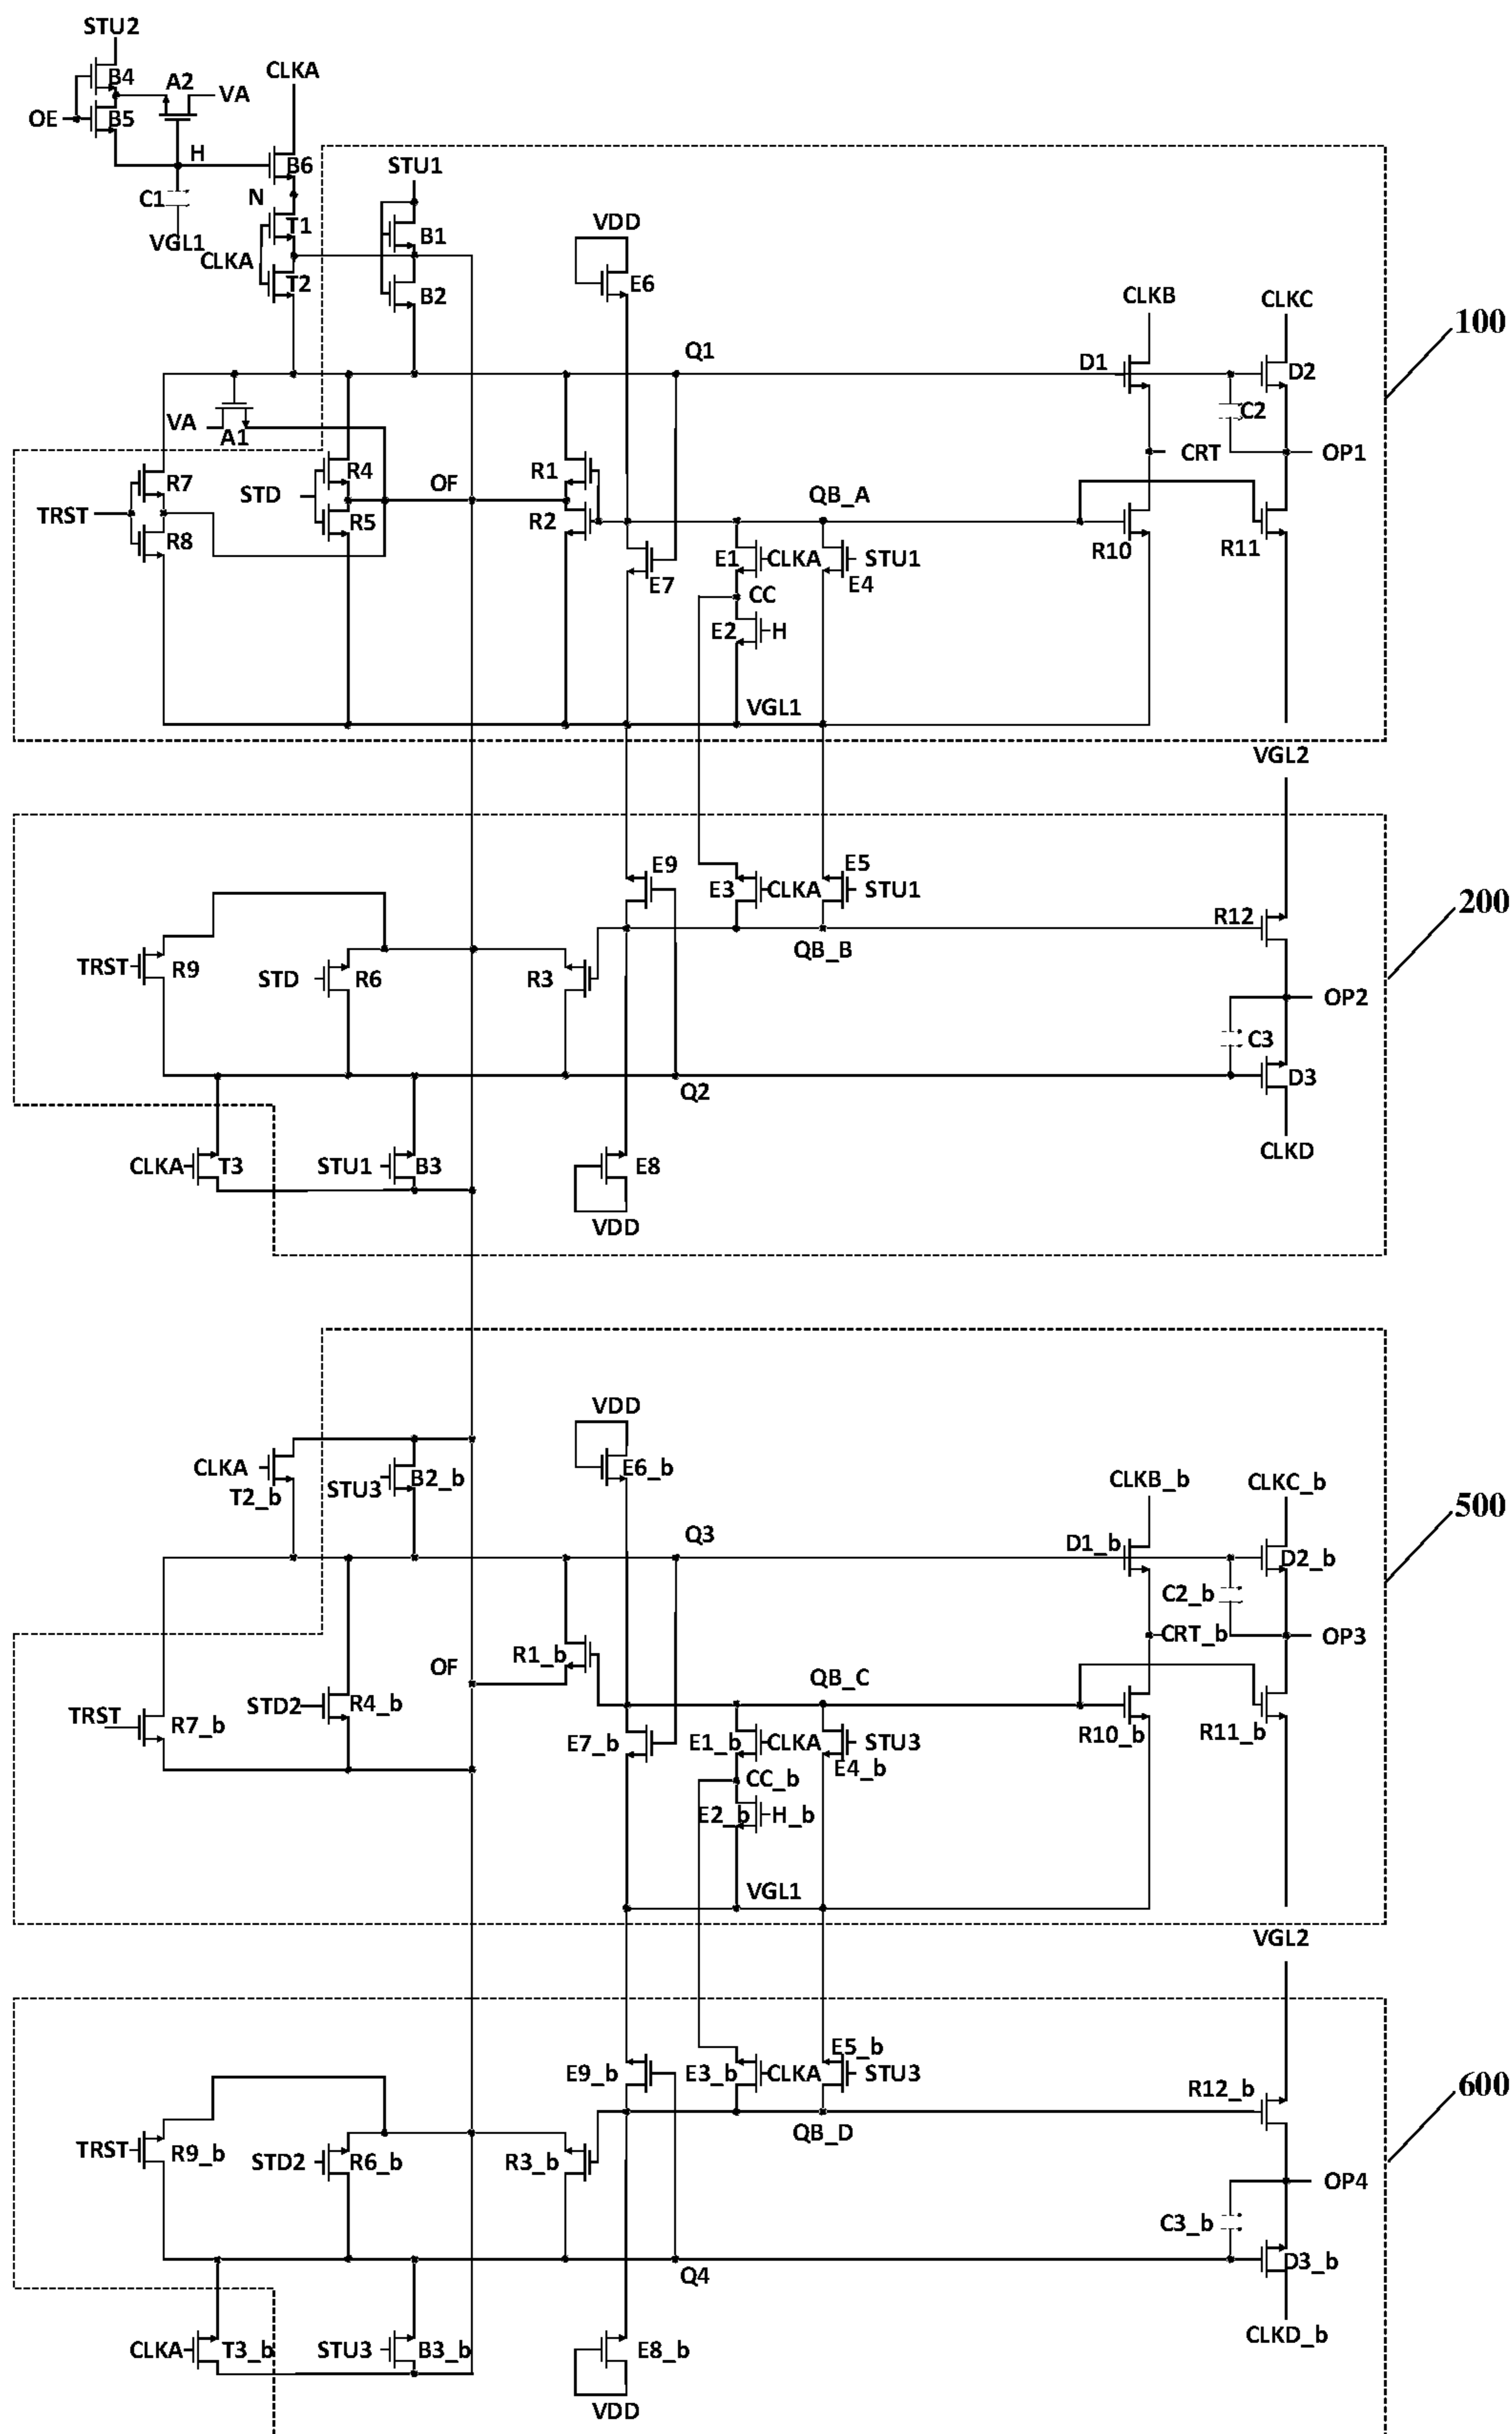 STU2
B4
A2
VA
CLKA
OE
B5
H
B6
STU1
C1
N
VGL1
T1
CLKA
T2
B1
B2
VDD
E6
CLKB
CLKC
100
Q1
D1
D2
C2
VA
A1
CRT
OP1
R7
R4
OF
R1
STD
QB_A
TRST
R5
R2
R8
R10
R11
E1
CLKA
STU1
E7
E4
CC
E2
H
VGL1
VGL2
E9
E5
E3
CLKA
STU1
200
R12
QB_B
TRST
R9
STD
R6
R3
OP2
C3
Q2
D3
CLKA
T3
STU1
B3
E8
CLKD
VDD
VDD
CLKA
T2_b
STU3
B2_b
E6_b
CLKB_b
CLKC_b
500
Q3
D1_b
D2_b
C2_b
CRT_b
OP3
R1_b
OF
QB_C
TRST
R7_b
STD2
R4_b
R10_b
R11_b
E7_b
E1_b
CLKA
STU3
E4_b
CC_b
E2_b
H_b
VGL1
VGL2
E5_b
E9_b
E3_b
CLKA
STU3
600
R12_b
QB_D
TRST
R9_b
STD2
R6_b
R3_b
OP4
C3_b
Q4
D3_b
CLKA
T3_b
STU3
B3_b
E8_b
CLKD_b
VDD